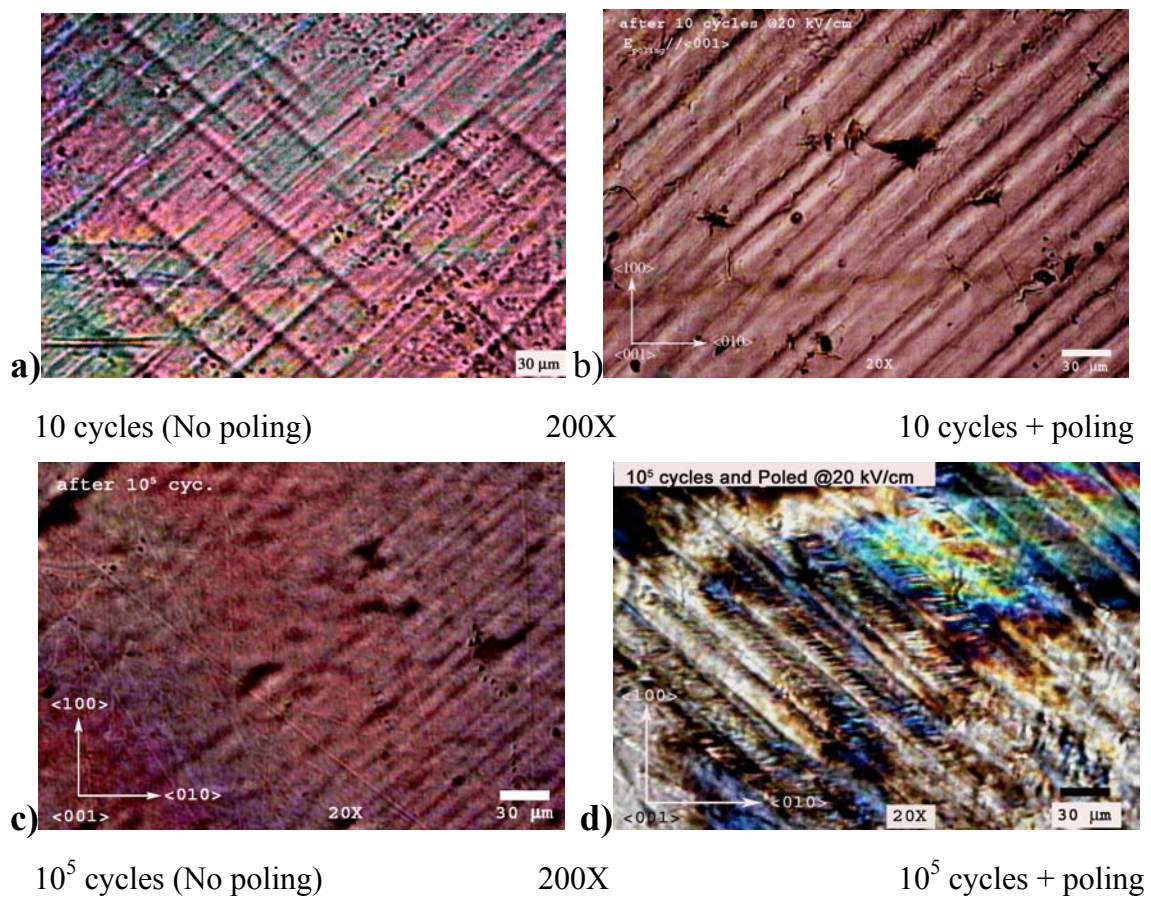 after 10 cycles @20 kV/cm
E_poling//<001>
<100>
<010>
<001>
20X
30 µm
30 µm
a)
b)
10 cycles (No poling) 200X 10 cycles + poling
after 10⁵ cyc.
<100>
<010>
<001>
20X
30 µm
10⁵ cycles and Poled @20 kV/cm
<100>
<010>
<001>
20X
30 µm
c)
d)
10⁵ cycles (No poling) 200X 10⁵ cycles + poling